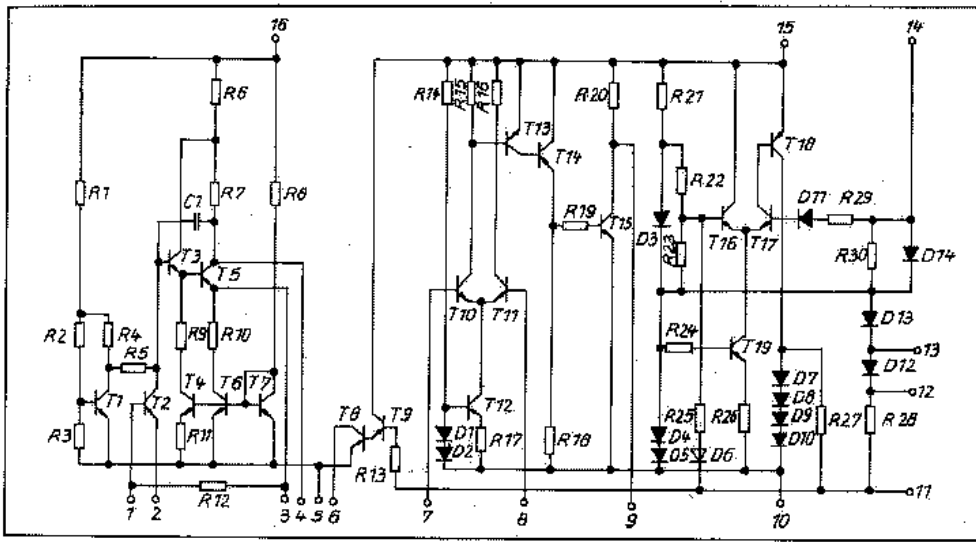 16
15
14
R6
R14
R15
R16
R20
R21
T13
T18
T14
R1
C1
R7
R8
R22
D11
R29
R19
T15
D3
T16
T17
R23
R30
D14
T3
T5
T10
T11
D13
R2
R4
R9
R10
R24
T19
13
R5
D7
D12
T1
T2
T4
T6
T7
T8
T9
T12
D8
12
R3
R11
D1
R17
R18
D4
R25
R26
D9
R27
R28
D2
R13
D5
D6
D10
R12
11
1
2
3
4
5
6
7
8
9
10